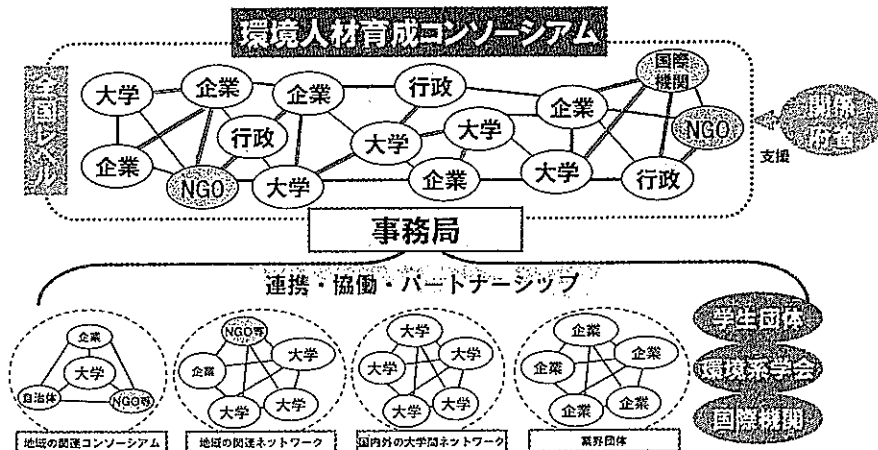 環境人材育成コンソーシアム
全国レベル
大学
企業
企業
行政
企業
国際
機関
NGO
関係
府省
支援
企業
行政
大学
大学
NGO
大学
企業
大学
行政
事務局
連携・協働・パートナーシップ
企業
大学
自治体
NGO等
地域の関連コンソーシアム
NGO等
大学
企業
大学
大学
地域の関連ネットワーク
大学
大学
大学
大学
大学
国内外の大学間ネットワーク
企業
企業
企業
企業
企業
業界団体
学生団体
環境系学会
国際機関